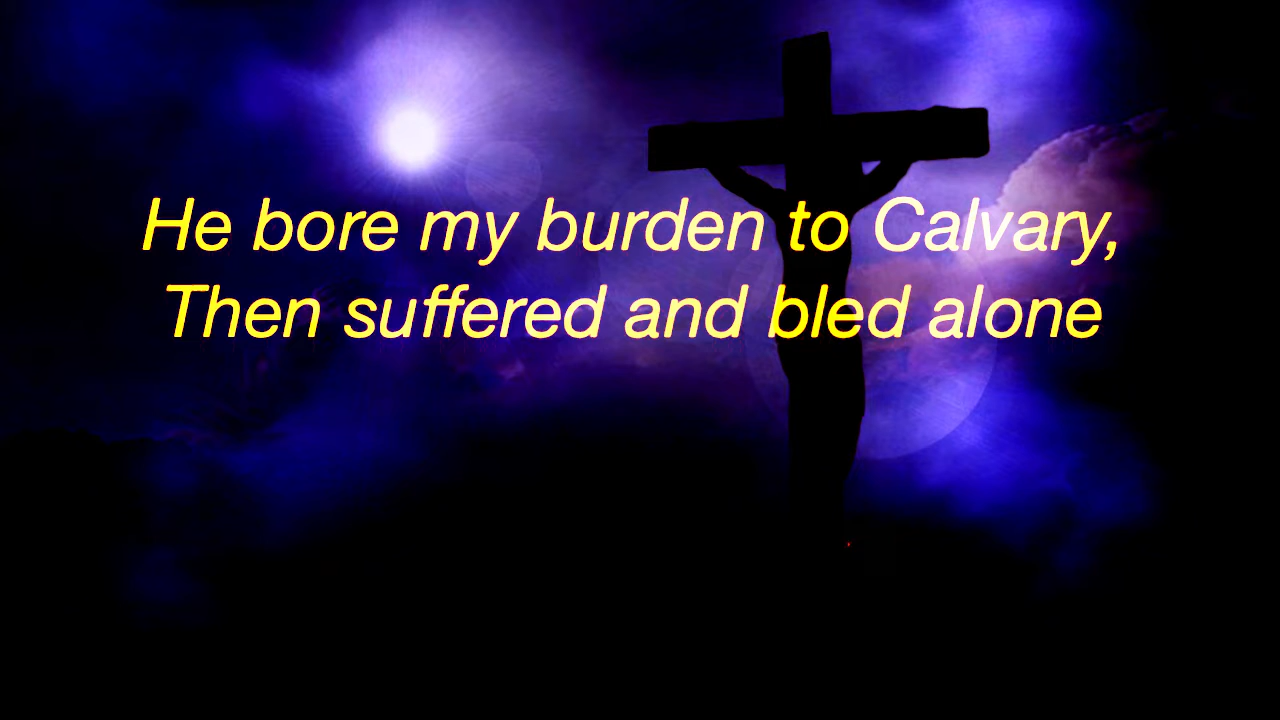 He bore my burden to Calvary,
Then suffered and bled alone